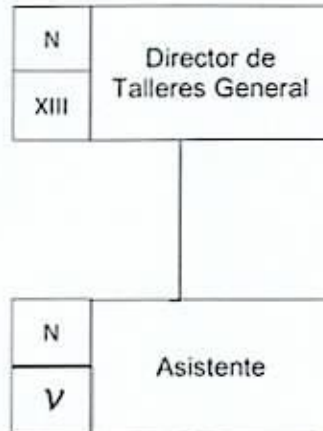 N
XIII
Director de
Talleres General
N
V
Asistente